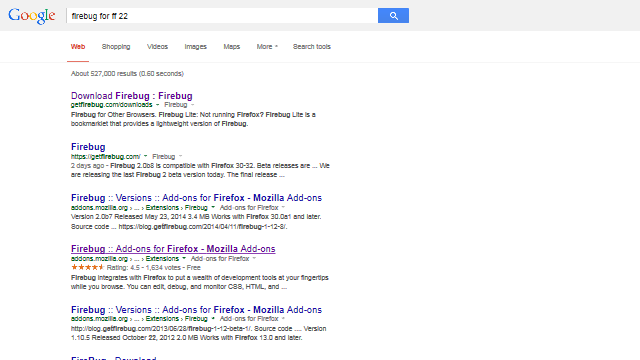 Google firebug for ff 22
Web Shopping Videos Images Maps More Search tools
About 527,000 results (0.60 seconds)
Download Firebug : Firebug
getfirebug.com/downloads Firebug
Firebug for Other Browsers. Firebug Lite: Not running Firefox? Firebug Lite is a
bookmarklet that provides a lightweight version of Firebug.
Firebug
https://getfirebug.com/ Firebug
2 days ago - Firebug 2.0b8 is compatible with Firefox 30-32. Beta releases are ... We
are releasing the last Firebug 2 beta version today. The final release ...
Firebug :: Versions :: Add-ons for Firefox - Mozilla Add-ons
addons.mozilla.org › ... › Extensions › Firebug Add-ons for Firefox
Version 2.0b7 Released May 23, 2014 3.4 MB Works with Firefox 30.0a1 and later.
Source code ... https://blog.getfirebug.com/2014/04/11/firebug-1-12-8/.
Firebug :: Add-ons for Firefox - Mozilla Add-ons
addons.mozilla.org › ... › Extensions Add-ons for Firefox
Rating: 4.5 - 1,634 votes - Free
Firebug integrates with Firefox to put a wealth of development tools at your fingertips
while you browse. You can edit, debug, and monitor CSS, HTML, and ...
Firebug :: Versions :: Add-ons for Firefox - Mozilla Add-ons
addons.mozilla.org › ... › Extensions › Firebug Add-ons for Firefox
http://blog.getfirebug.com/2013/06/28/firebug-1-12-beta-1/. Source code .... Version
1.10.5 Released October 22, 2012 2.0 MB Works with Firefox 13.0 and later.
FireBug - Download